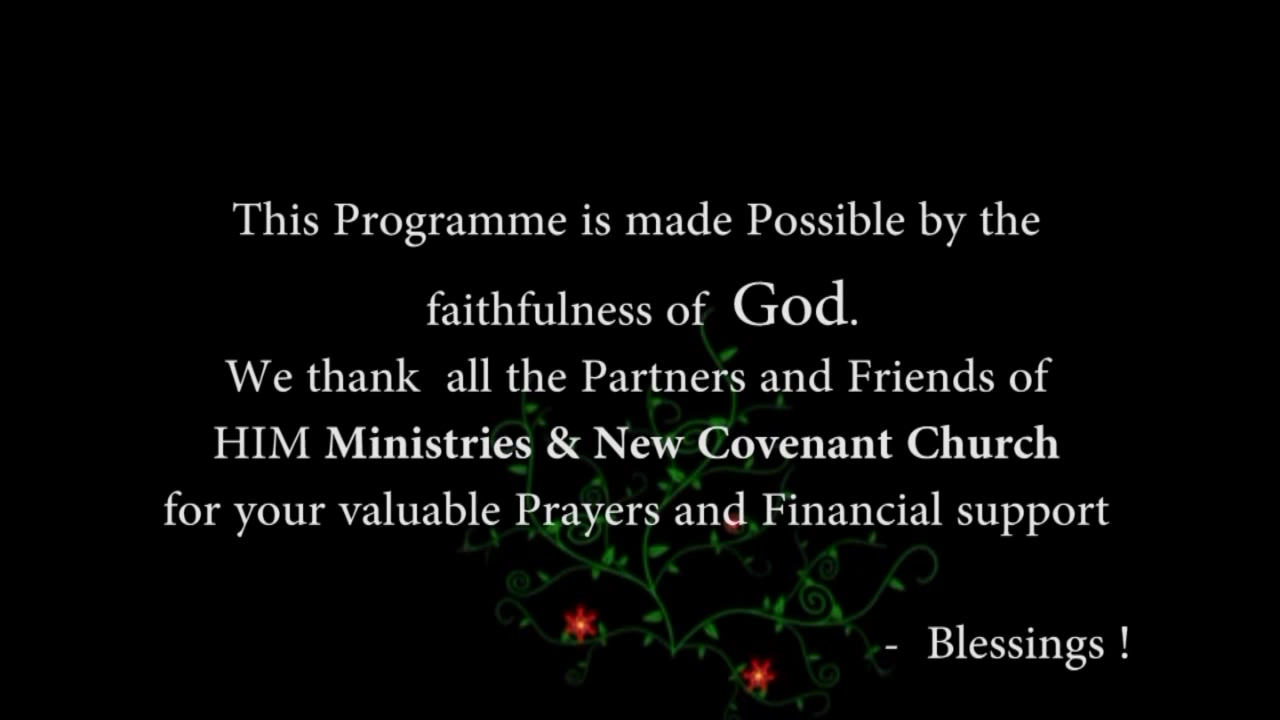 This Programme is made Possible by the
faithfulness of God.
We thank all the Partners and Friends of
HIM Ministries & New Covenant Church
for your valuable Prayers and Financial support
- Blessings !